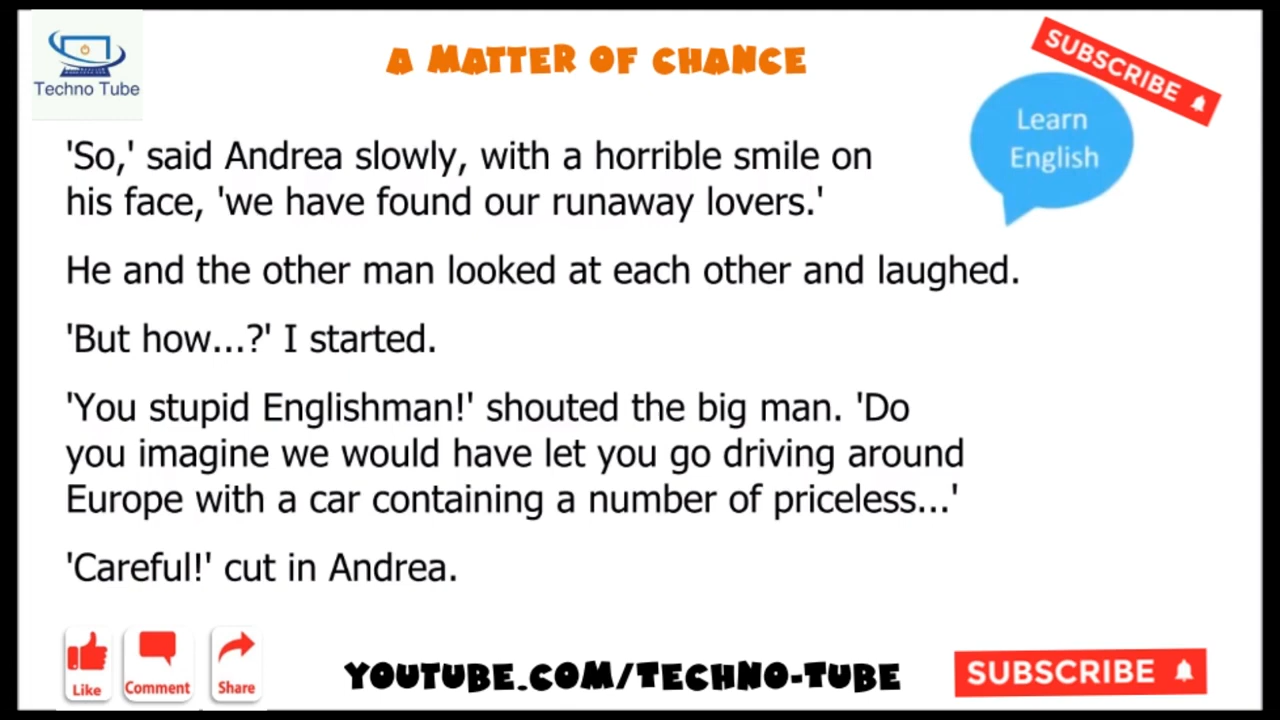 Techno Tube
A MATTER OF CHANCE
SUBSCRIBE
Learn
English
'So,' said Andrea slowly, with a horrible smile on
his face, 'we have found our runaway lovers.'
He and the other man looked at each other and laughed.
'But how...?' I started.
'You stupid Englishman!' shouted the big man. 'Do
you imagine we would have let you go driving around
Europe with a car containing a number of priceless...'
'Careful!' cut in Andrea.
Like
Comment
Share
YOUTUBE.COM/TECHNO-TUBE
SUBSCRIBE